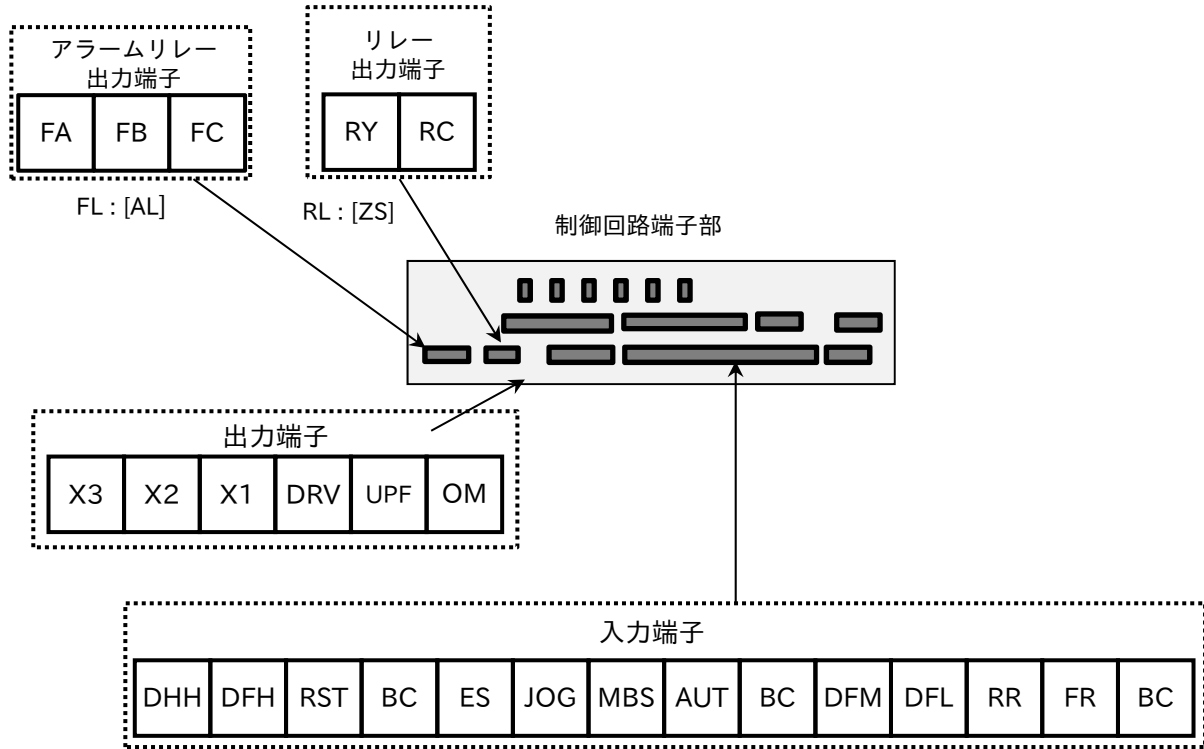 アラームリレー
出力端子
FA FB FC
FL : [AL]
リレー
出力端子
RY RC
RL : [ZS]
制御回路端子部
出力端子
X3 X2 X1 DRV UPF OM
入力端子
DHH DFH RST BC ES JOG MBS AUT BC DFM DFL RR FR BC